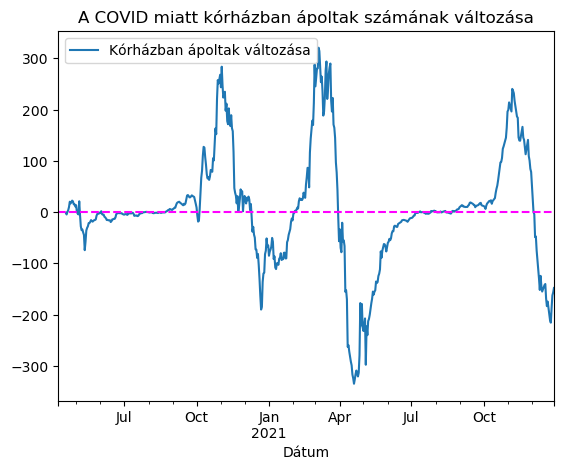 A COVID miatt kórházban ápoltak számának változása
Kórházban ápoltak változása
300
200
100
0
−100
−200
−300
Jul
Oct
Jan
2021
Apr
Jul
Oct
Dátum